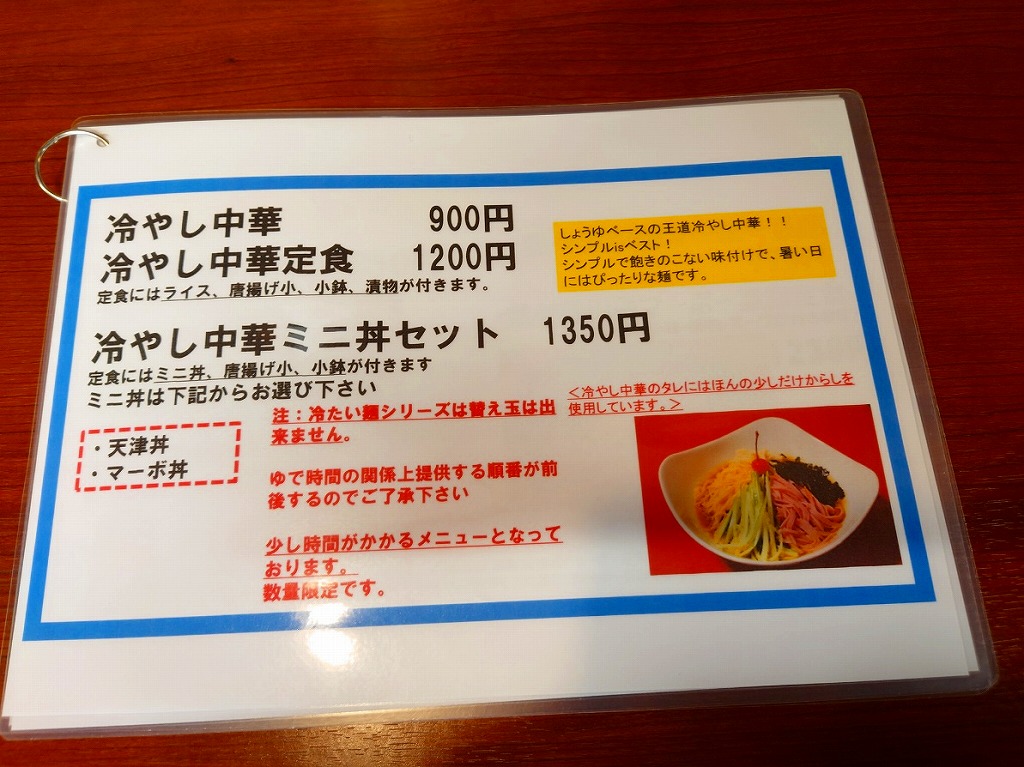 冷やし中華 900円
冷やし中華定食 1200円
定食にはライス、唐揚げ小、小鉢、漬物が付きます。
しょうゆベースの王道冷やし中華！！
シンプルisベスト！
シンプルで飽きのこない味付けで、暑い日
にはぴったりな麺です。
冷やし中華ミニ丼セット 1350円
定食にはミニ丼、唐揚げ小、小鉢が付きます
ミニ丼は下記からお選び下さい
・天津丼
・マーボ丼
注：冷たい麺シリーズは替え玉は出
来ません。
ゆで時間の関係上提供する順番が前
後するのでご了承下さい
少し時間がかかるメニューとなって
おります。
数量限定です。
＜冷やし中華のタレにはほんの少しだけからしを
使用しています。＞